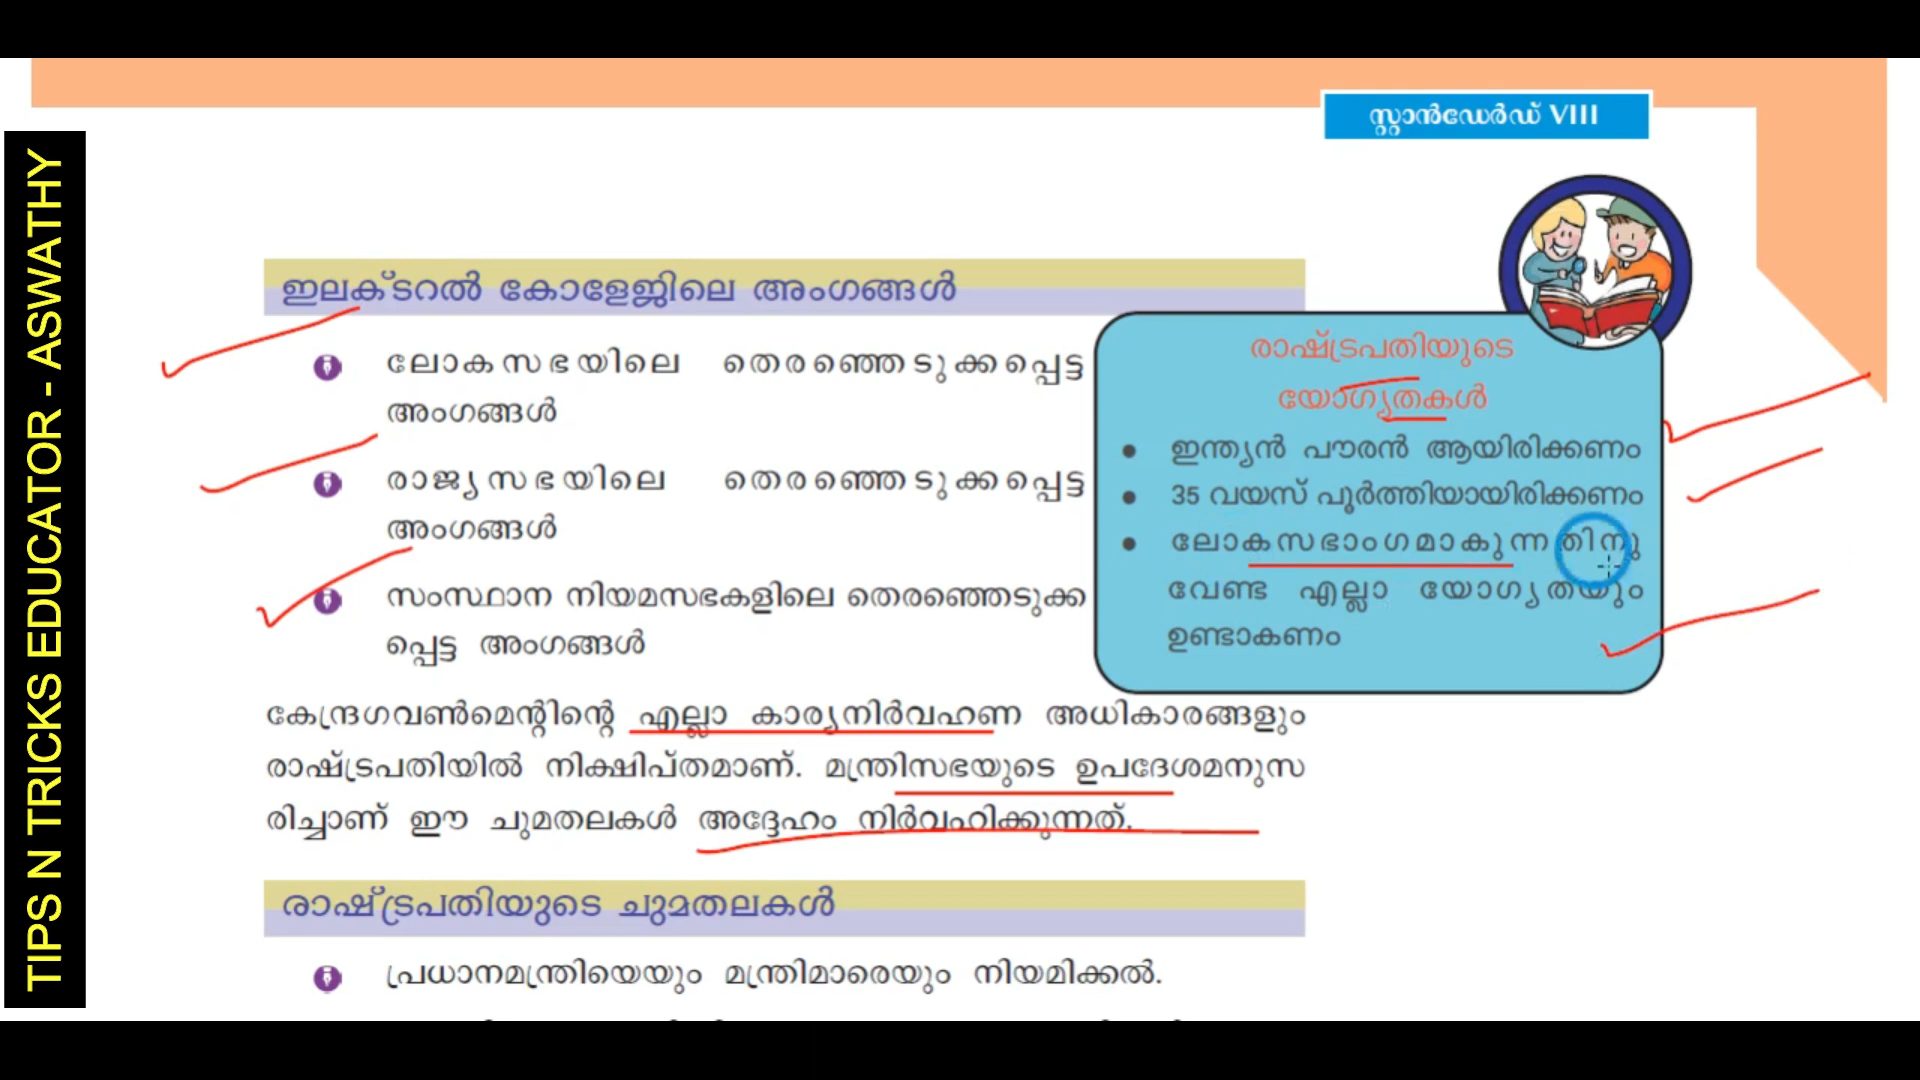 സ്റ്റാൻഡേർഡ് VIII
TIPS N TRICKS EDUCATOR - ASWATHY
ഇലക്ടറൽ കോളേജിലെ അംഗങ്ങൾ
ലോകസഭയിലെ തെരഞ്ഞെടുക്കപ്പെട്ട
അംഗങ്ങൾ
രാജ്യസഭയിലെ തെരഞ്ഞെടുക്കപ്പെട്ട
അംഗങ്ങൾ
സംസ്ഥാന നിയമസഭകളിലെ തെരഞ്ഞെടുക്ക
പ്പെട്ട അംഗങ്ങൾ
രാഷ്ട്രപതിയുടെ
യോഗ്യതകൾ
• ഇന്ത്യൻ പൗരൻ ആയിരിക്കണം
• 35 വയസ് പൂർത്തിയായിരിക്കണം
• ലോകസഭാംഗമാകുന്നതിനു
വേണ്ട എല്ലാ യോഗ്യതയും
ഉണ്ടാകണം
കേന്ദ്രഗവൺമെന്റിന്റെ എല്ലാ കാര്യനിർവഹണ അധികാരങ്ങളും
രാഷ്ട്രപതിയിൽ നിക്ഷിപ്തമാണ്. മന്ത്രിസഭയുടെ ഉപദേശമനുസ
രിച്ചാണ് ഈ ചുമതലകൾ അദ്ദേഹം നിർവഹിക്കുന്നത്.
രാഷ്ട്രപതിയുടെ ചുമതലകൾ
പ്രധാനമന്ത്രിയെയും മന്ത്രിമാരെയും നിയമിക്കൽ.